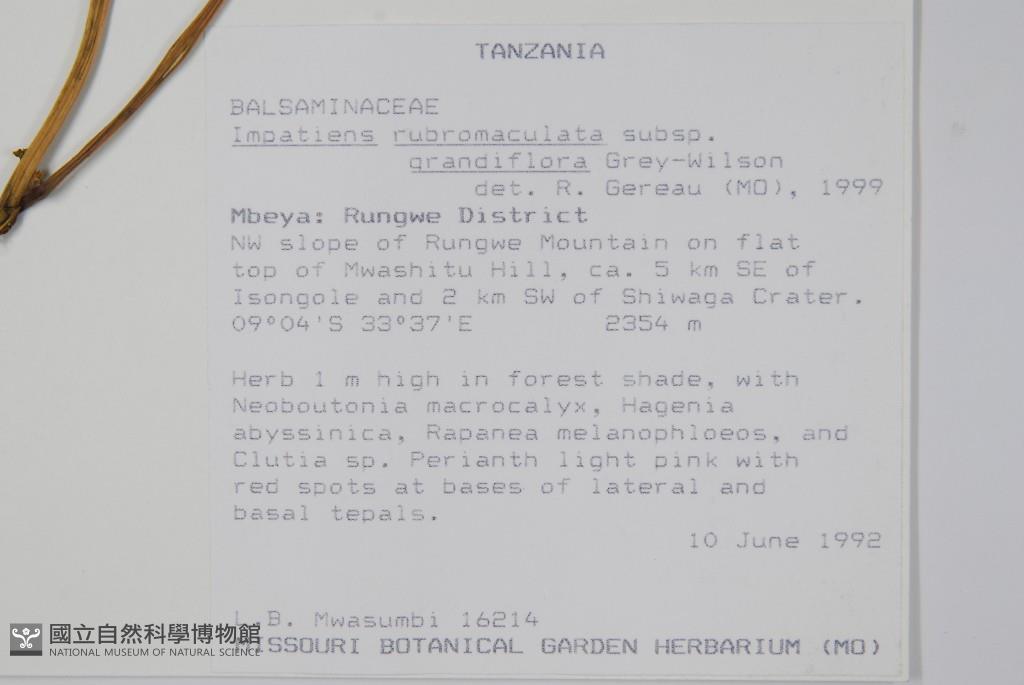 TANZANIA
BALSAMINACEAE
Impatiens rubromaculata subsp.
grandiflora Grey-Wilson
det. R. Gereau (MO), 1999
Mbeya: Rungwe District
NW slope of Rungwe Mountain on flat
top of Mwashitu Hill, ca. 5 km SE of
Isongole and 2 km SW of Shiwaga Crater.
09°04'S 33°37'E 2354 m
Herb 1 m high in forest shade, with
Neoboutonia macrocalyx, Hagenia
abyssinica, Rapanea melanophloeos, and
Clutia sp. Perianth light pink with
red spots at bases of lateral and
basal tepals.
10 June 1992
L.B. Mwasumbi 16214
MISSOURI BOTANICAL GARDEN HERBARIUM (MO)
國立自然科學博物館
NATIONAL MUSEUM OF NATURAL SCIENCE